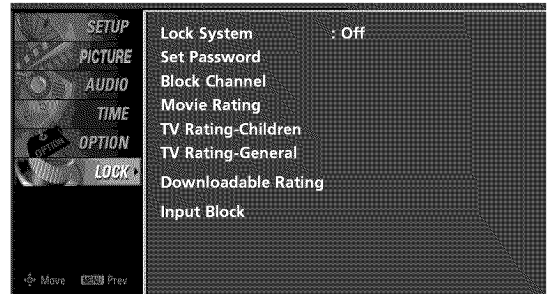 SETUP
PICTURE
AUDIO
TIME
OPTION
LOCK
Move MENU Prev
Lock System : Off
Set Password
Block Channel
Movie Rating
TV Rating-Children
TV Rating-General
Downloadable Rating
Input Block